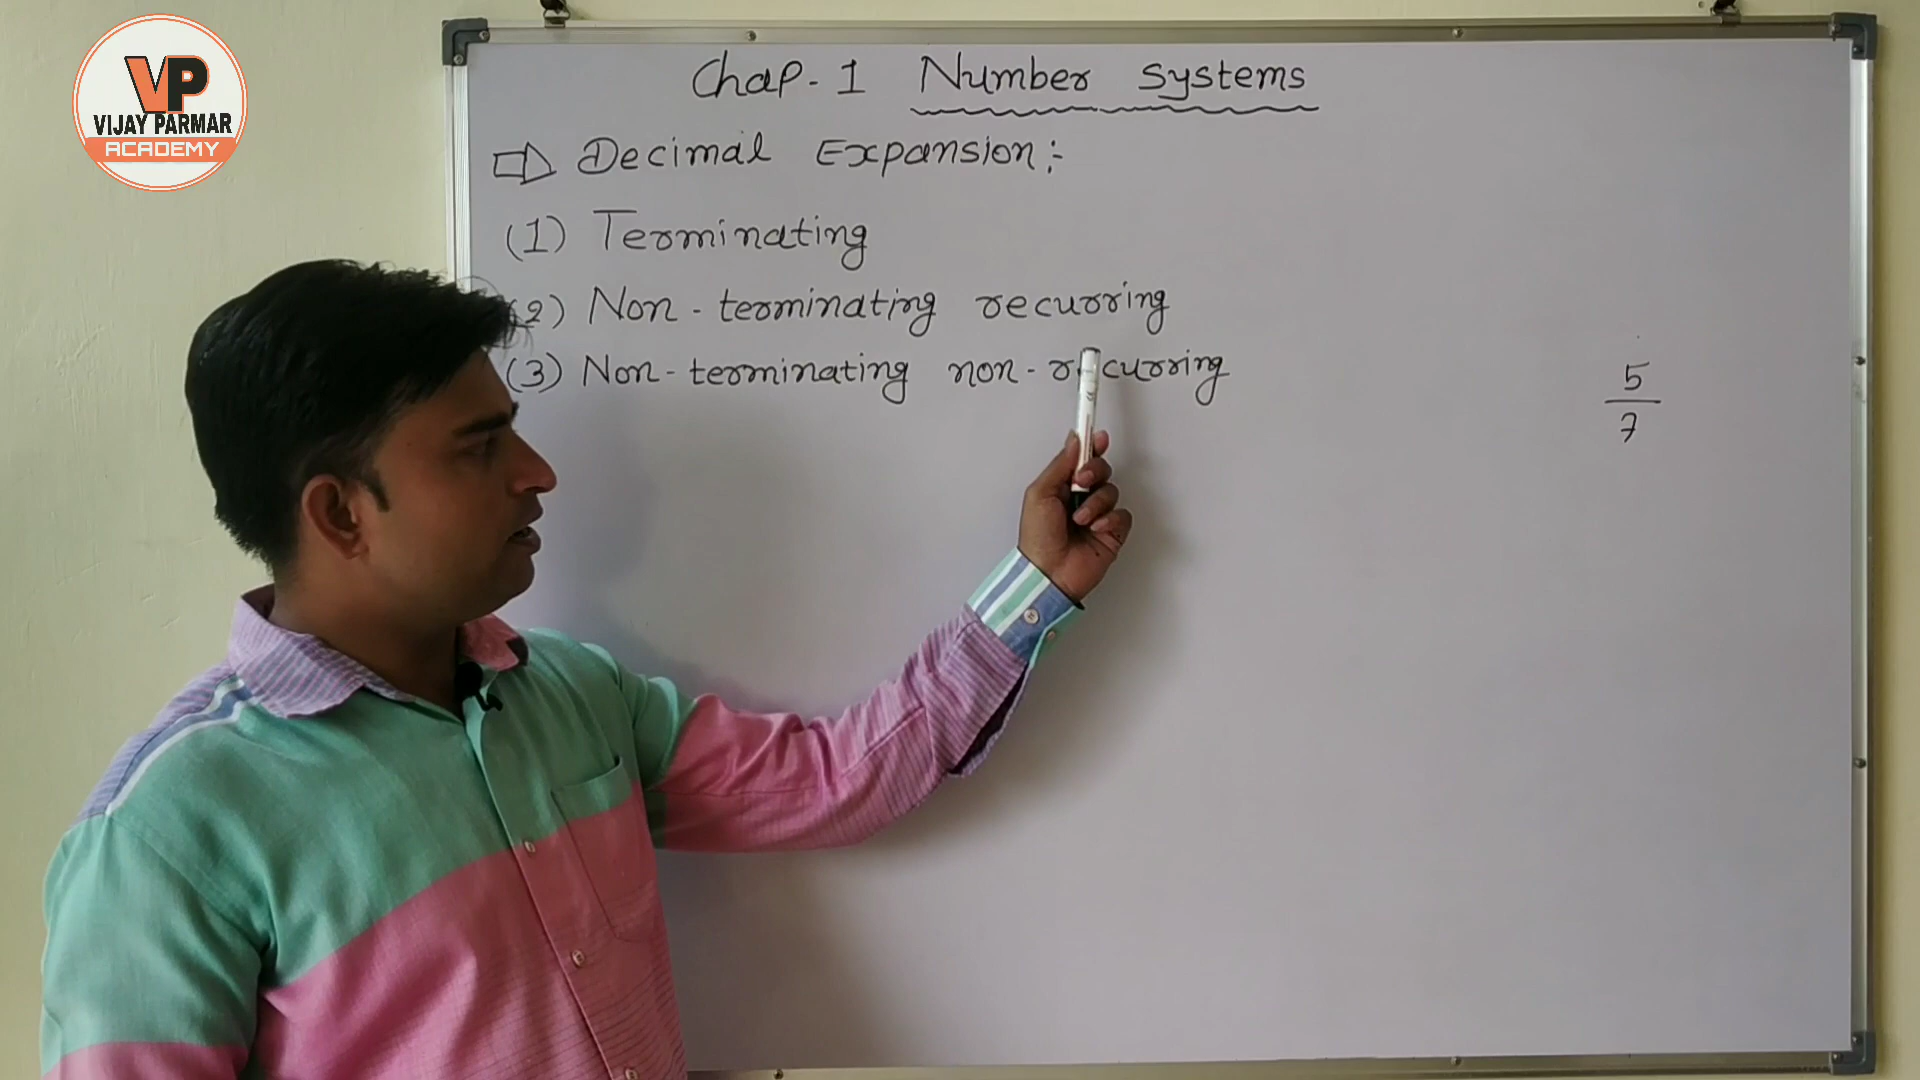 VP
VIJAY PARMAR
ACADEMY
Chap. 1 Number Systems
Decimal Expansion:-
(1) Terminating
(2) Non-terminating recurring
(3) Non-terminating non-recurring
5
7